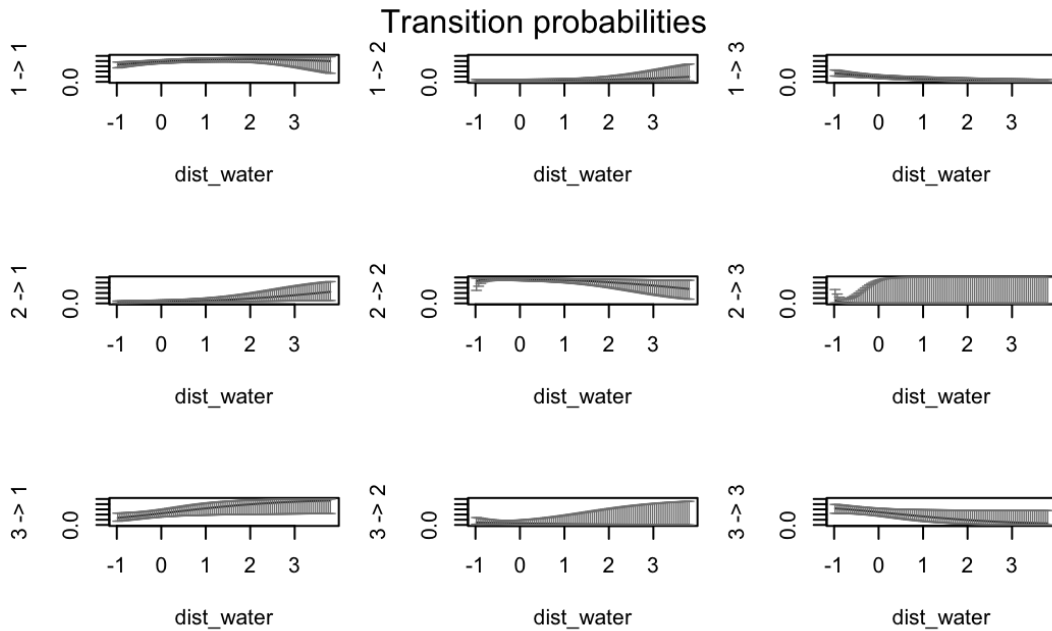 Transition probabilities
1 -> 1
0.0
-1 0 1 2 3
dist_water
1 -> 2
0.0
-1 0 1 2 3
dist_water
1 -> 3
0.0
-1 0 1 2 3
dist_water
2 -> 1
0.0
-1 0 1 2 3
dist_water
2 -> 2
0.0
-1 0 1 2 3
dist_water
2 -> 3
0.0
-1 0 1 2 3
dist_water
3 -> 1
0.0
-1 0 1 2 3
dist_water
3 -> 2
0.0
-1 0 1 2 3
dist_water
3 -> 3
0.0
-1 0 1 2 3
dist_water